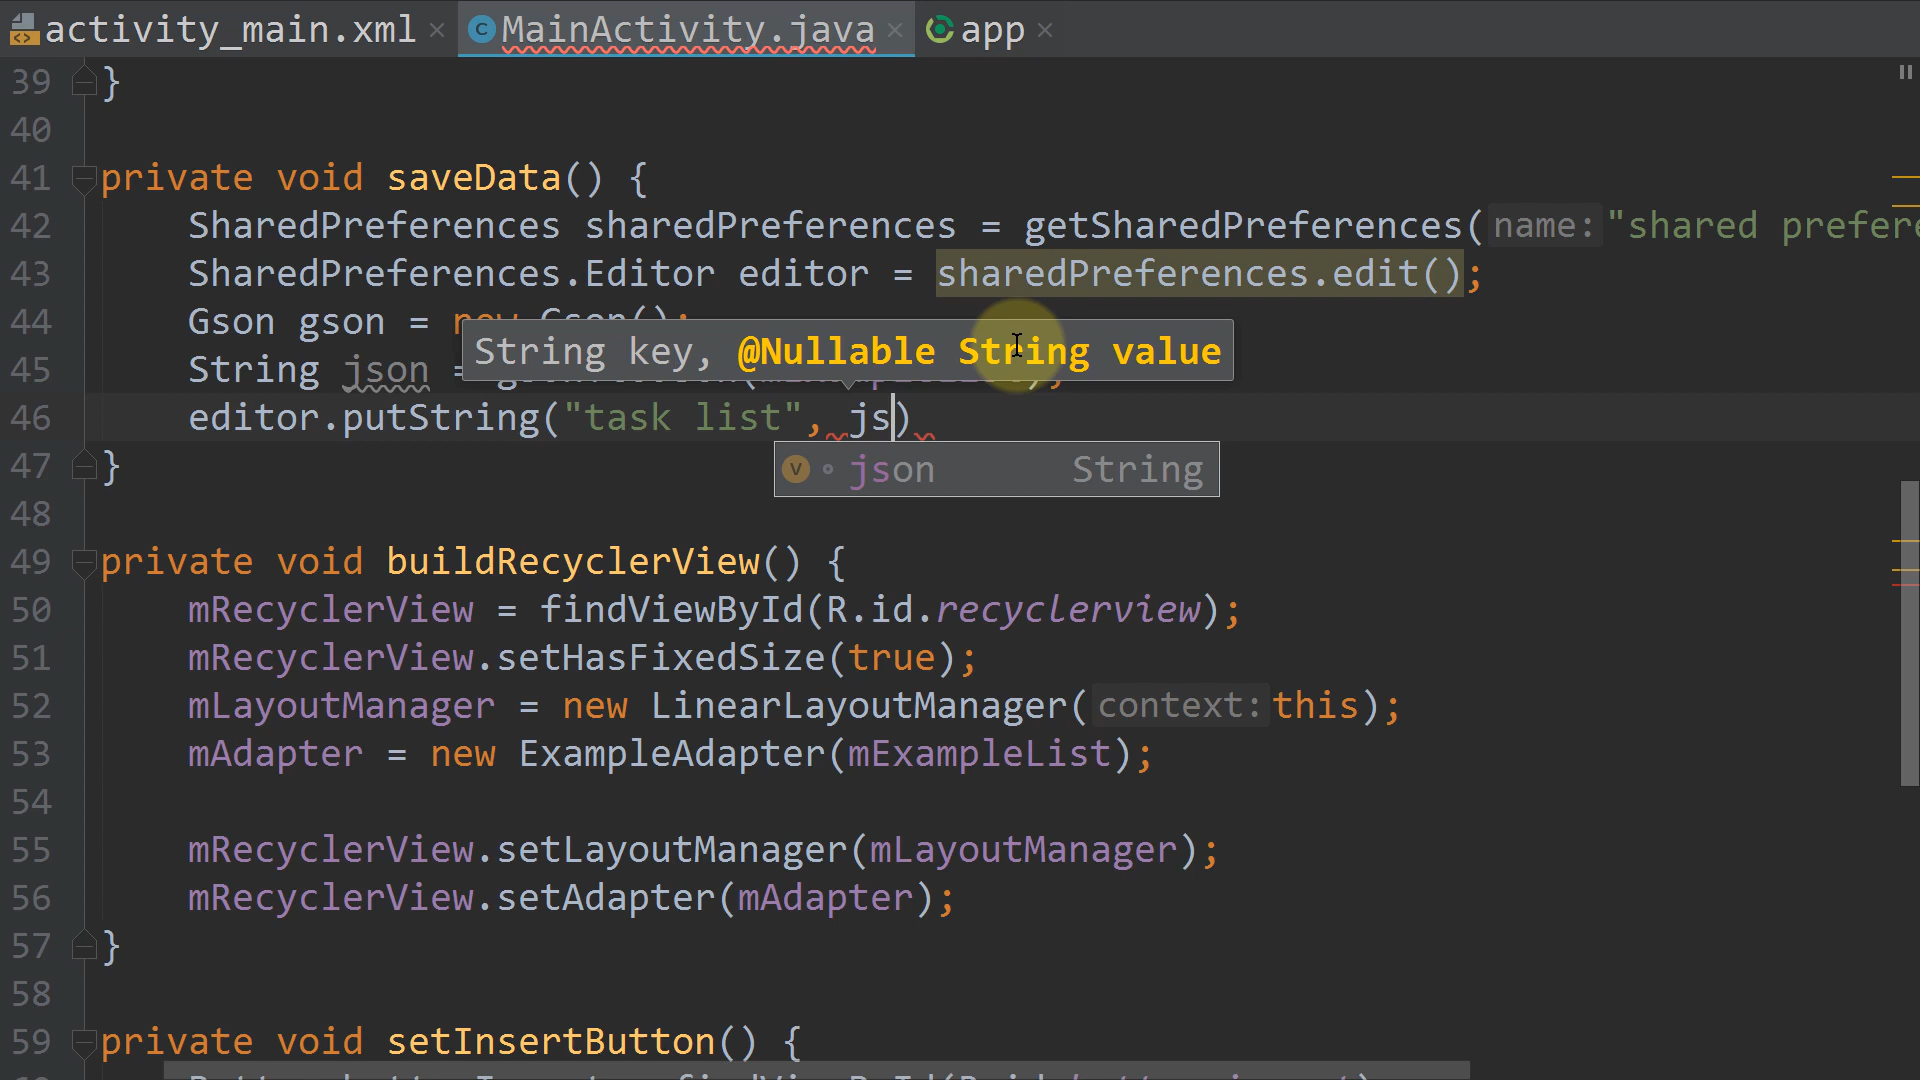 activity_main.xml MainActivity.java app
39 }
40
41 private void saveData() {
42 SharedPreferences sharedPreferences = getSharedPreferences( name: "shared prefere
43 SharedPreferences.Editor editor = sharedPreferences.edit();
44 Gson gson = new Gson();
String key, @Nullable String value
45 String json =
46 editor.putString("task list", js)
47 }
json String
48
49 private void buildRecyclerView() {
50 mRecyclerView = findViewById(R.id.recyclerview);
51 mRecyclerView.setHasFixedSize(true);
52 mLayoutManager = new LinearLayoutManager( context: this);
53 mAdapter = new ExampleAdapter(mExampleList);
54
55 mRecyclerView.setLayoutManager(mLayoutManager);
56 mRecyclerView.setAdapter(mAdapter);
57 }
58
59 private void setInsertButton() {